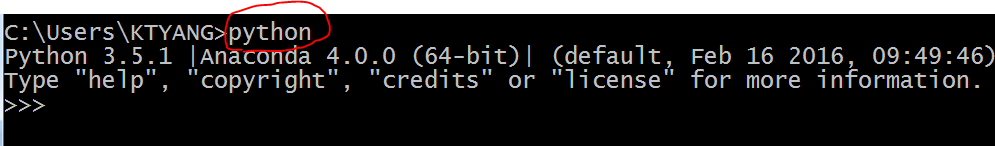 C:\Users\KTYANG>python
Python 3.5.1 |Anaconda 4.0.0 (64-bit)| (default, Feb 16 2016, 09:49:46)
Type "help", "copyright", "credits" or "license" for more information.
>>>